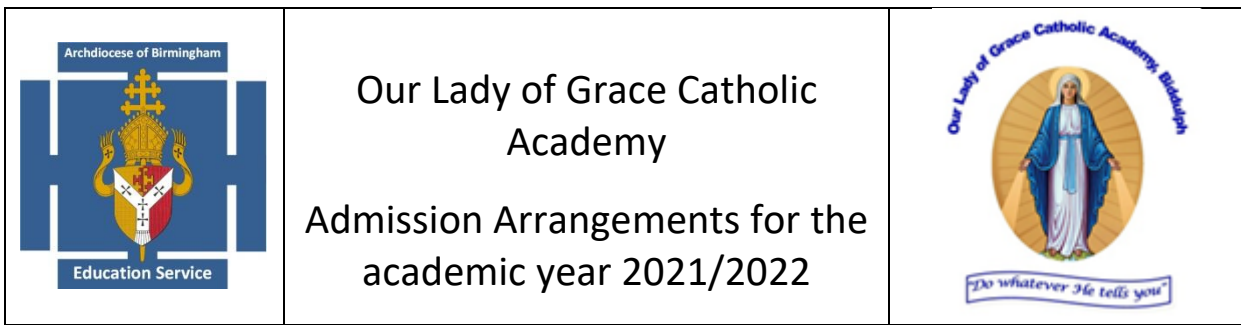 Archdiocese of Birmingham
Education Service
Our Lady of Grace Catholic
Academy
Admission Arrangements for the
academic year 2021/2022
Our Lady of Grace Catholic Academy, Biddulph
"Do whatever He tells you"